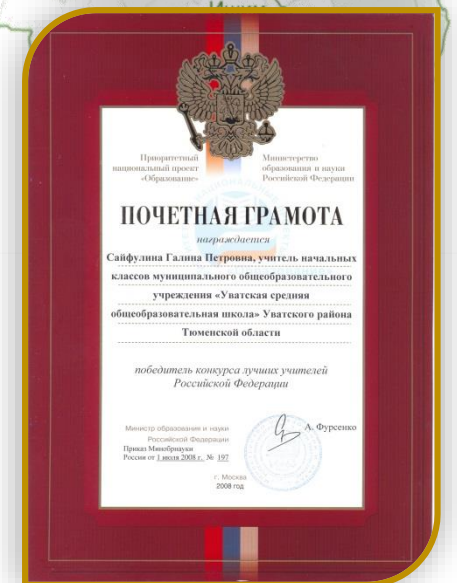 Приоритетный
национальный проект
«Образование»
Министерство
образования и науки
Российской Федерации
ПОЧЕТНАЯ ГРАМОТА
награждается
Сайфулина Галина Петровна, учитель начальных
классов муниципального общеобразовательного
учреждения «Уватская средняя
общеобразовательная школа» Уватского района
Тюменской области
победитель конкурса лучших учителей
Российской Федерации
Министр образования и науки
Российской Федерации
А. Фурсенко
Приказ Минобрнауки
России от 1 июля 2008 г. № 197
г. Москва
2008 год